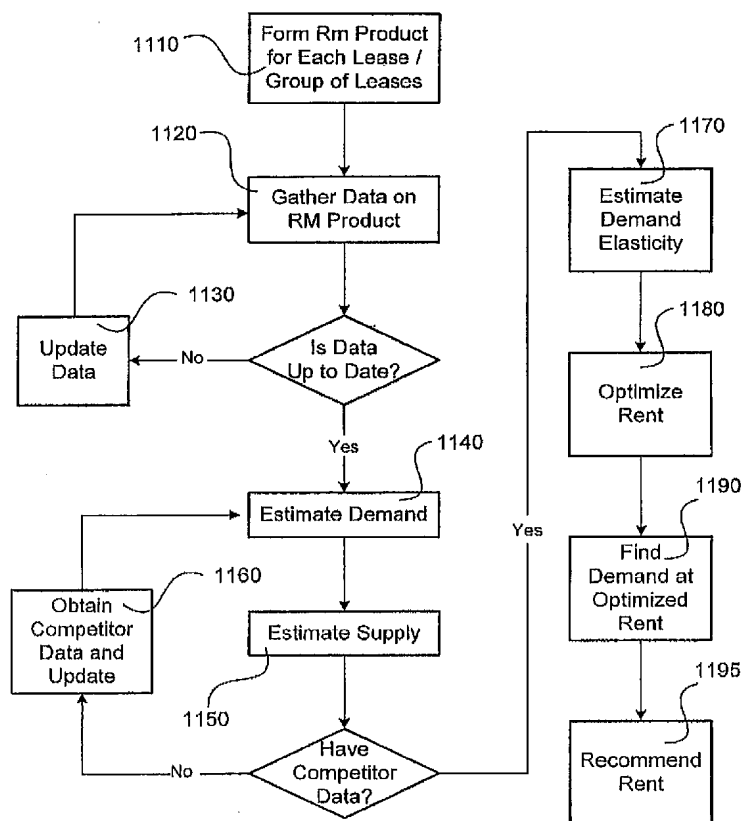 1110
Form Rm Product
for Each Lease /
Group of Leases
1120
Gather Data on
RM Product
1130
Update
Data
No
Is Data
Up to Date?
Yes
1140
Estimate Demand
1160
Obtain
Competitor
Data and
Update
Estimate Supply
1150
No
Have
Competitor
Data?
Yes
1170
Estimate
Demand
Elasticity
1180
Optimize
Rent
1190
Find
Demand at
Optimized
Rent
1195
Recommend
Rent